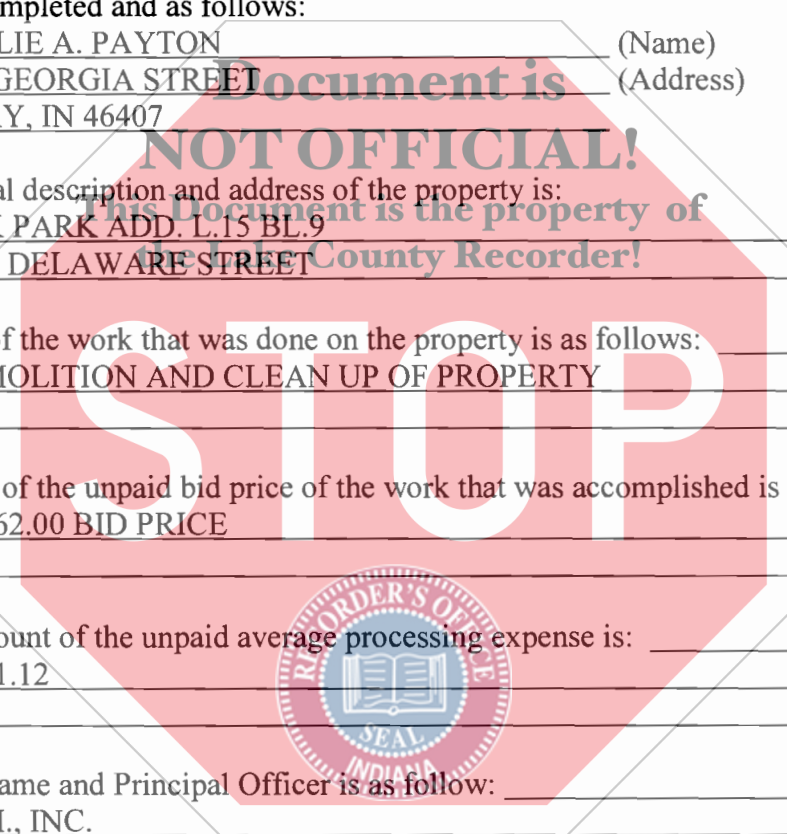 mpleted and as follows:
LIE A. PAYTON (Name)
GEORGIA STREET (Address)
Y, IN 46407
Document is
NOT OFFICIAL!
This Document is the property of
the Lake County Recorder!
al description and address of the property is:
PARK ADD. L.15 BL.9
DELAWARE STREET
f the work that was done on the property is as follows:
MOLITION AND CLEAN UP OF PROPERTY
STOP
of the unpaid bid price of the work that was accomplished is
62.00 BID PRICE
ount of the unpaid average processing expense is:
1.12
RECORDER'S OFFICE
SEAL
INDIANA
ame and Principal Officer is as follow:
I., INC.